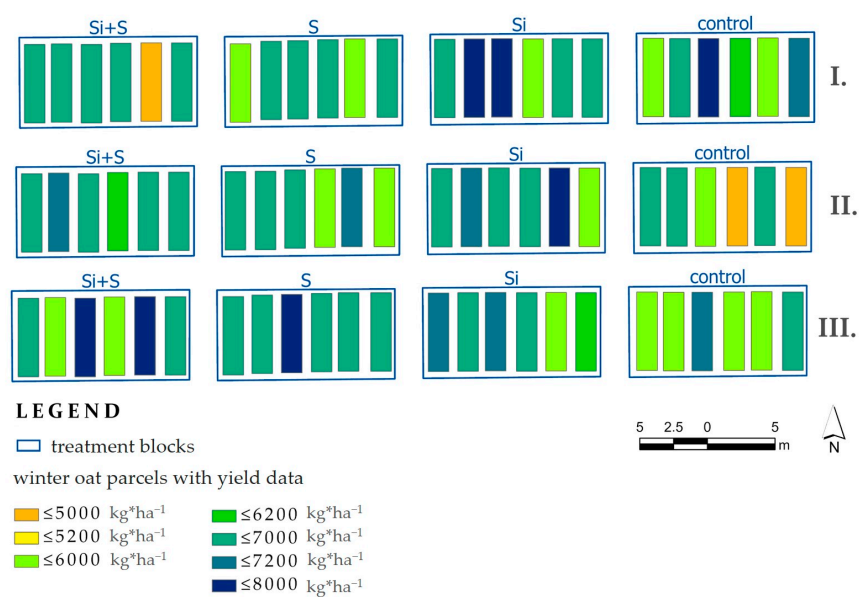 Si+S S Si control
I.
Si+S S Si control
II.
Si+S S Si control
III.
LEGEND
treatment blocks
winter oat parcels with yield data
≤5000 kg*ha⁻¹ ≤6200 kg*ha⁻¹
≤5200 kg*ha⁻¹ ≤7000 kg*ha⁻¹
≤6000 kg*ha⁻¹ ≤7200 kg*ha⁻¹
≤8000 kg*ha⁻¹
5 2.5 0 5
m
N